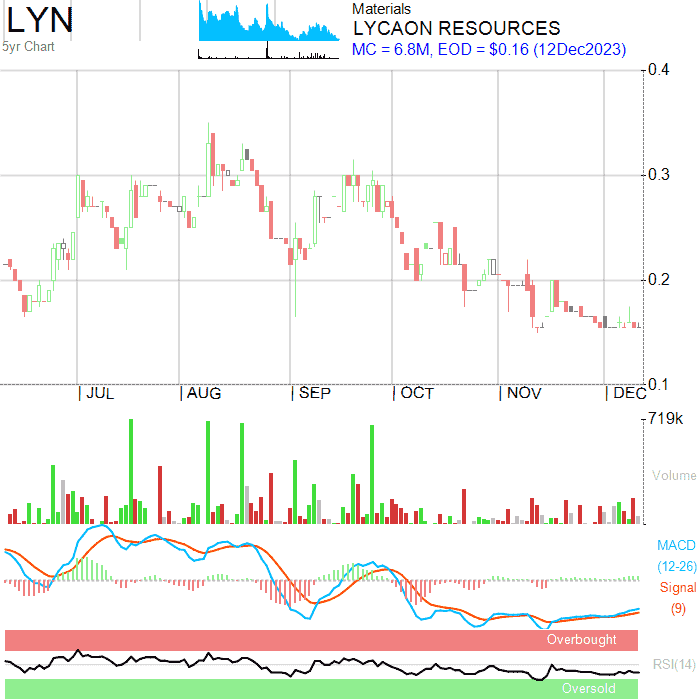 LYN
5yr Chart
Materials
LYCAON RESOURCES
MC = 6.8M, EOD = $0.16 (12Dec2023)
0.4
0.3
0.2
0.1
| JUL | AUG | SEP | OCT | NOV | DEC
719k
Volume
MACD
(12-26)
Signal
(9)
Overbought
RSI(14)
Oversold